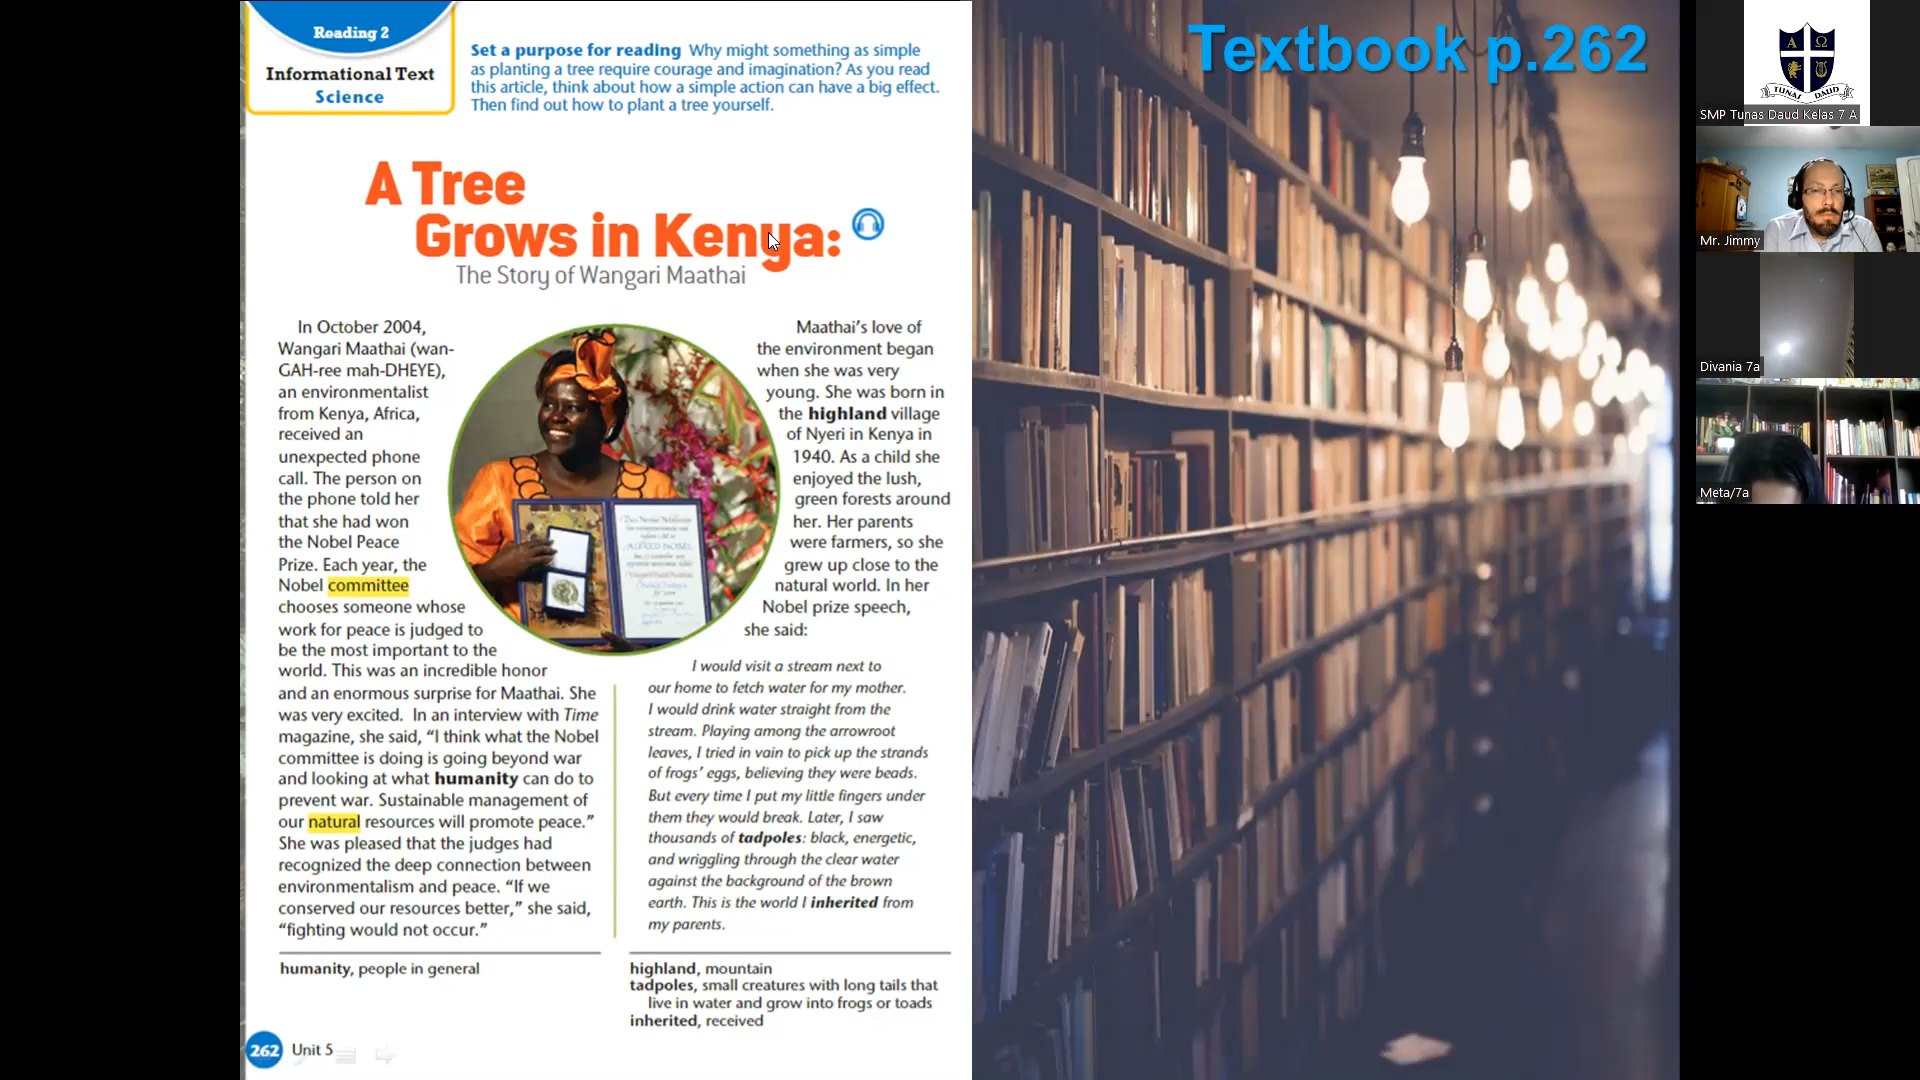 Reading 2
Informational Text
Science
Set a purpose for reading Why might something as simple
as planting a tree require courage and imagination? As you read
this article, think about how a simple action can have a big effect.
Then find out how to plant a tree yourself.
A Tree
Grows in Kenya:
The Story of Wangari Maathai
In October 2004,
Wangari Maathai (wan-
GAH-ree mah-DHEYE),
an environmentalist
from Kenya, Africa,
received an
unexpected phone
call. The person on
the phone told her
that she had won
the Nobel Peace
Prize. Each year, the
Nobel committee
chooses someone whose
work for peace is judged to
be the most important to the
world. This was an incredible honor
and an enormous surprise for Maathai. She
was very excited. In an interview with Time
magazine, she said, “I think what the Nobel
committee is doing is going beyond war
and looking at what humanity can do to
prevent war. Sustainable management of
our natural resources will promote peace.”
She was pleased that the judges had
recognized the deep connection between
environmentalism and peace. “If we
conserved our resources better,” she said,
“fighting would not occur.”
humanity, people in general
Maathai’s love of
the environment began
when she was very
young. She was born in
the highland village
of Nyeri in Kenya in
1940. As a child she
enjoyed the lush,
green forests around
her. Her parents
were farmers, so she
grew up close to the
natural world. In her
Nobel prize speech,
she said:
I would visit a stream next to
our home to fetch water for my mother.
I would drink water straight from the
stream. Playing among the arrowroot
leaves, I tried in vain to pick up the strands
of frogs’ eggs, believing they were beads.
But every time I put my little fingers under
them they would break. Later, I saw
thousands of tadpoles: black, energetic,
and wriggling through the clear water
against the background of the brown
earth. This is the world I inherited from
my parents.
highland, mountain
tadpoles, small creatures with long tails that
live in water and grow into frogs or toads
inherited, received
262 Unit 5
ALFRED NOBEL
Textbook p.262
A Ω
TUNAS DAUD
SMP Tunas Daud Kelas 7 A
Mr. Jimmy
Divania 7a
Meta/7a